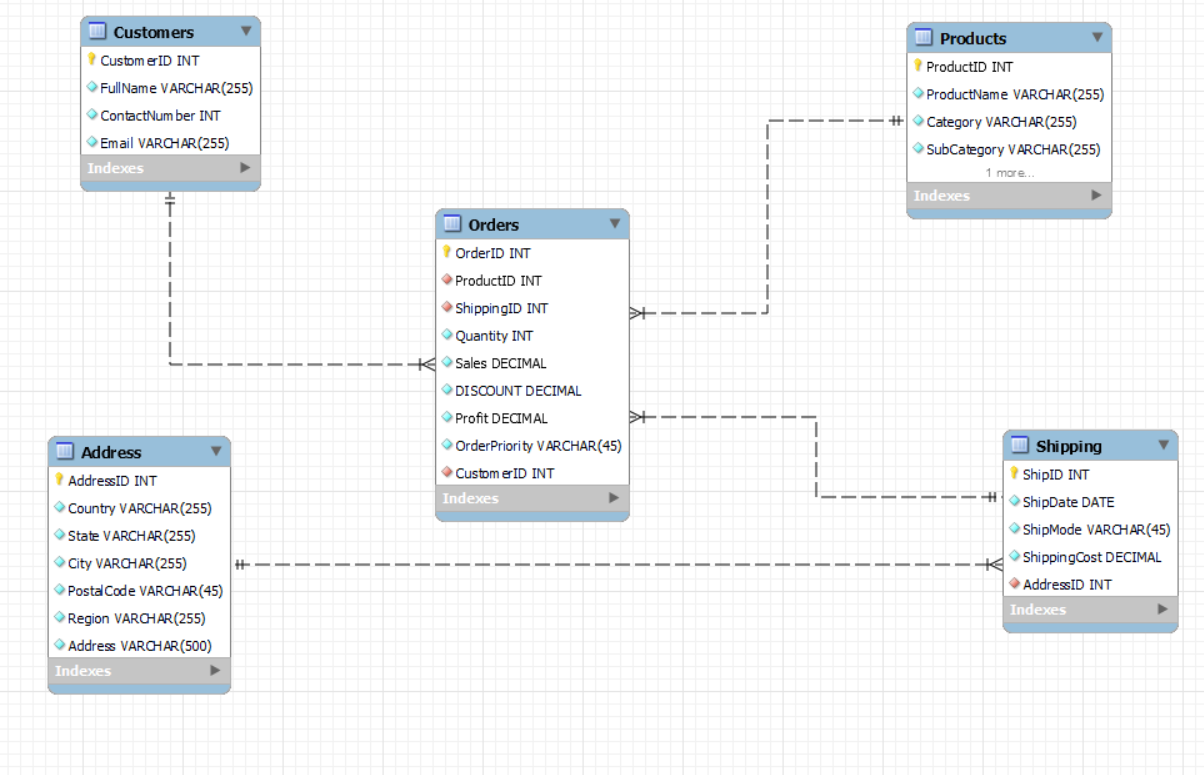 Customers
CustomerID INT
FullName VARCHAR(255)
ContactNumber INT
Email VARCHAR(255)
Indexes
Products
ProductID INT
ProductName VARCHAR(255)
Category VARCHAR(255)
SubCategory VARCHAR(255)
1 more...
Indexes
Orders
OrderID INT
ProductID INT
ShippingID INT
Quantity INT
Sales DECIMAL
DISCOUNT DECIMAL
Profit DECIMAL
OrderPriority VARCHAR(45)
CustomerID INT
Indexes
Address
AddressID INT
Country VARCHAR(255)
State VARCHAR(255)
City VARCHAR(255)
PostalCode VARCHAR(45)
Region VARCHAR(255)
Address VARCHAR(500)
Indexes
Shipping
ShipID INT
ShipDate DATE
ShipMode VARCHAR(45)
ShippingCost DECIMAL
AddressID INT
Indexes